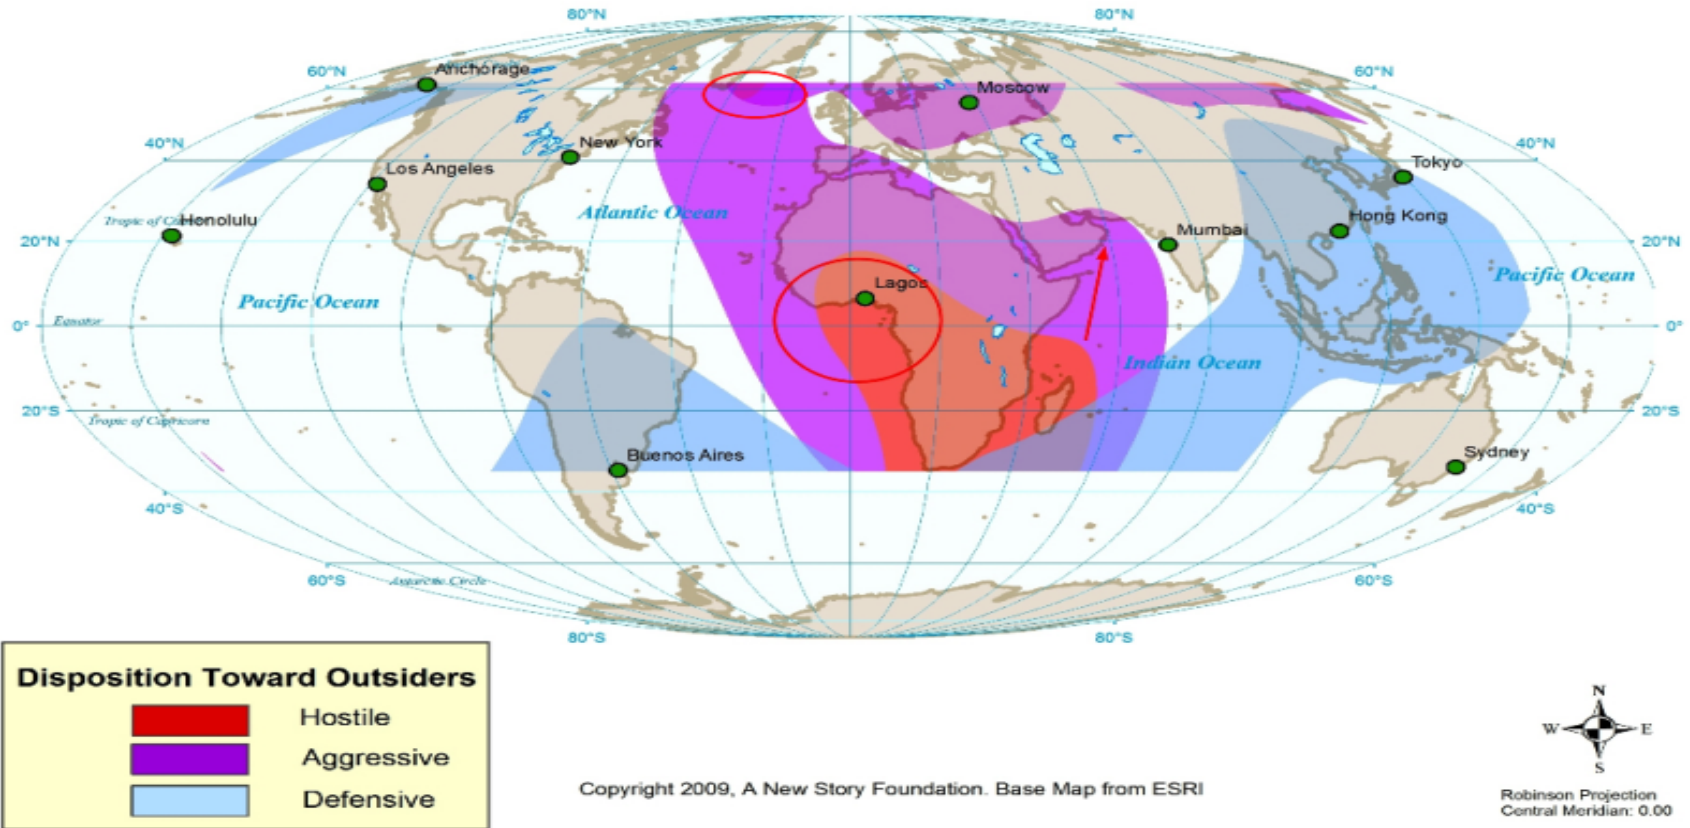 80°N 80°N
60°N 60°N
Anchorage
Moscow
40°N 40°N
New York
Los Angeles
Tokyo
Atlantic Ocean
Tropic of
Honolulu
Hong Kong
Mumbai
20°N 20°N
Pacific Ocean
Pacific Ocean
Lagos
Equator
0° 0°
Indian Ocean
20°S 20°S
Tropic of Capricorn
Buenos Aires
Sydney
40°S 40°S
60°S 60°S
Antarctic Circle
80°S 80°S
Disposition Toward Outsiders
Hostile
Aggressive
Defensive
Copyright 2009, A New Story Foundation. Base Map from ESRI
N
W E
S
Robinson Projection
Central Meridian: 0.00